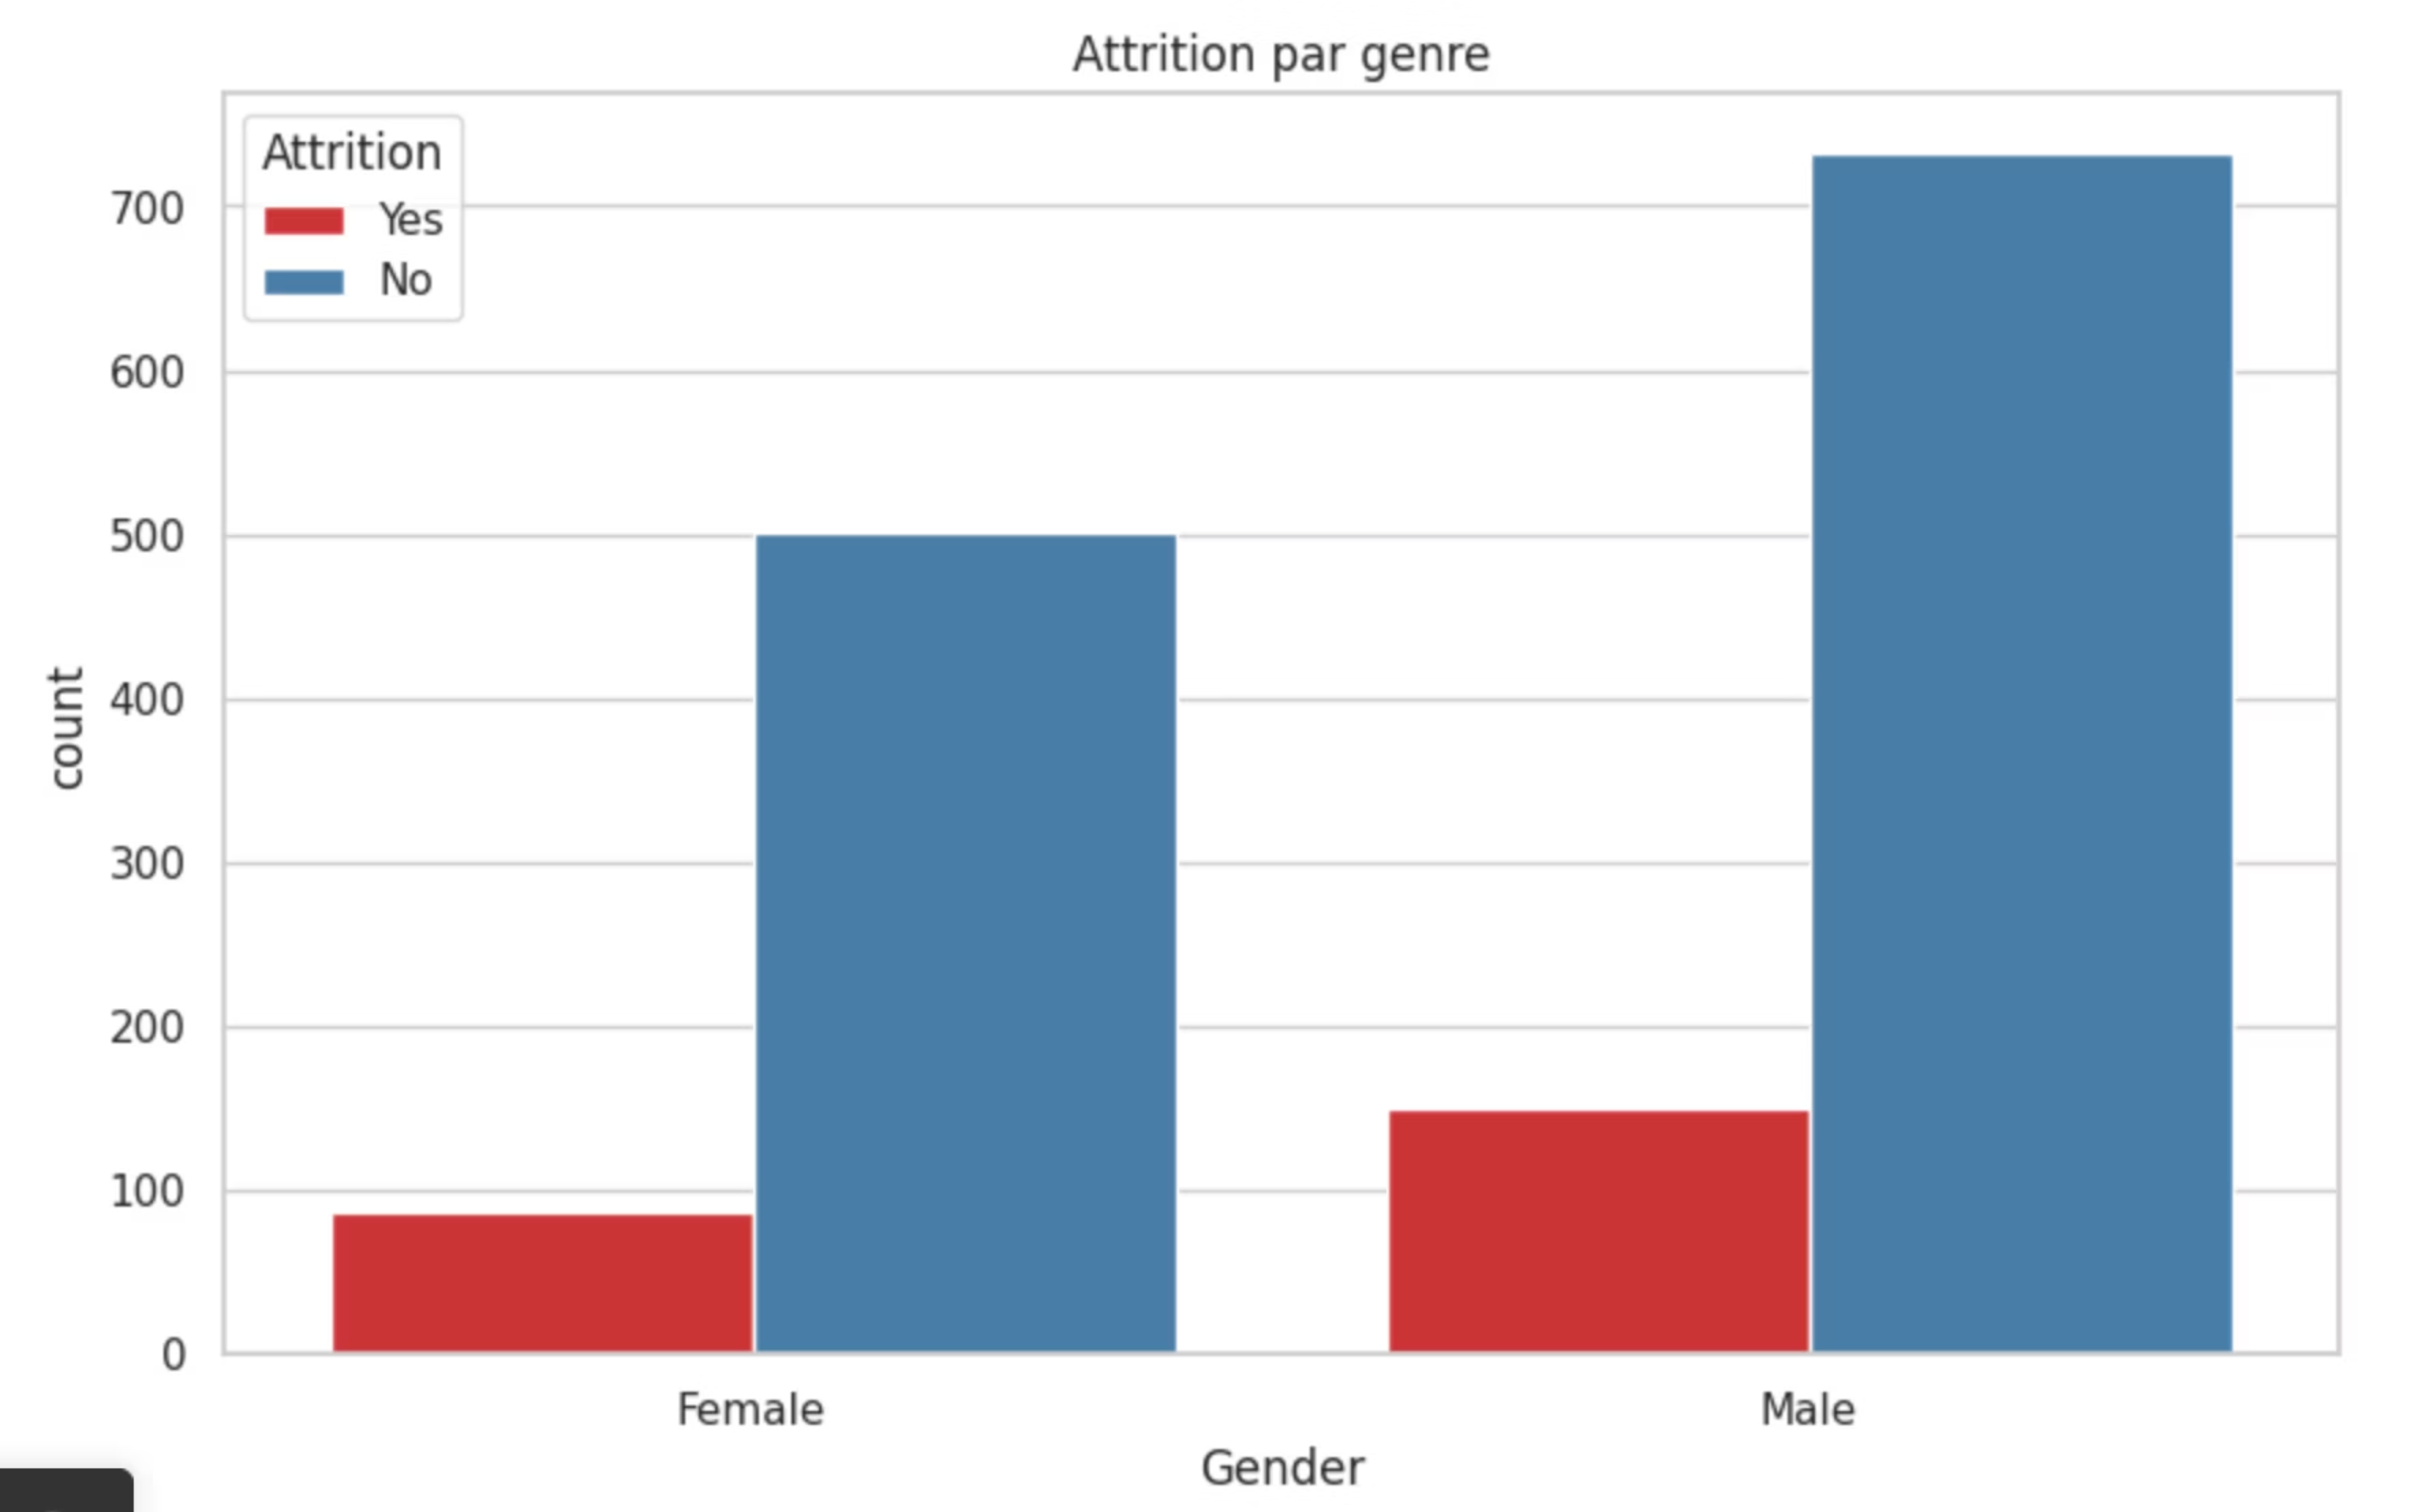 Attrition par genre
Attrition
Yes
No
700
600
500
400
300
200
100
0
count
Female
Male
Gender